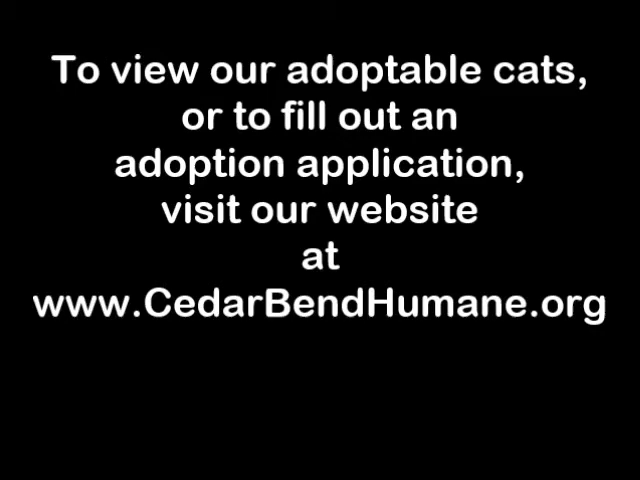 To view our adoptable cats,
or to fill out an
adoption application,
visit our website
at
www.CedarBendHumane.org